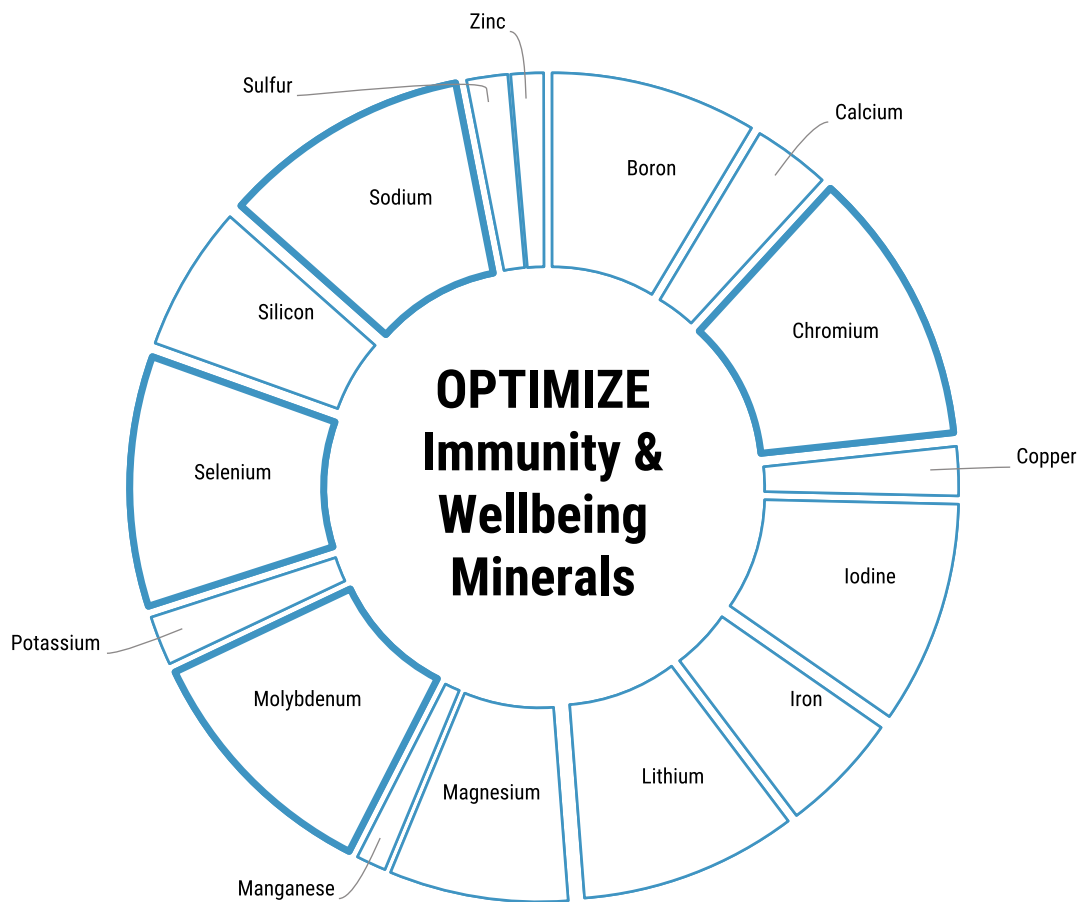 Zinc
Sulfur
Calcium
Boron
Sodium
Silicon
Chromium
OPTIMIZE
Immunity &
Wellbeing
Minerals
Copper
Selenium
Iodine
Potassium
Molybdenum
Iron
Lithium
Magnesium
Manganese